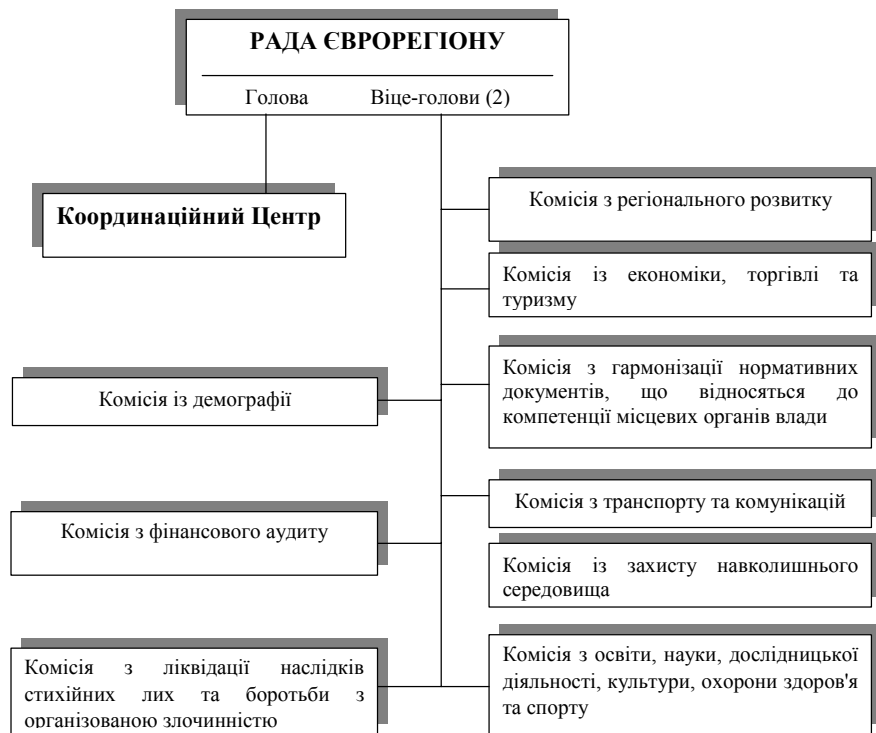 РАДА ЄВРОРЕГІОНУ
Голова Віце-голови (2)
Координаційний Центр
Комісія з регіонального розвитку
Комісія із економіки, торгівлі та
туризму
Комісія з гармонізації нормативних
документів, що відносяться до
компетенції місцевих органів влади
Комісія із демографії
Комісія з транспорту та комунікацій
Комісія з фінансового аудиту
Комісія із захисту навколишнього
середовища
Комісія з ліквідації наслідків
стихійних лих та боротьби з
організованою злочинністю
Комісія з освіти, науки, дослідницької
діяльності, культури, охорони здоров'я
та спорту